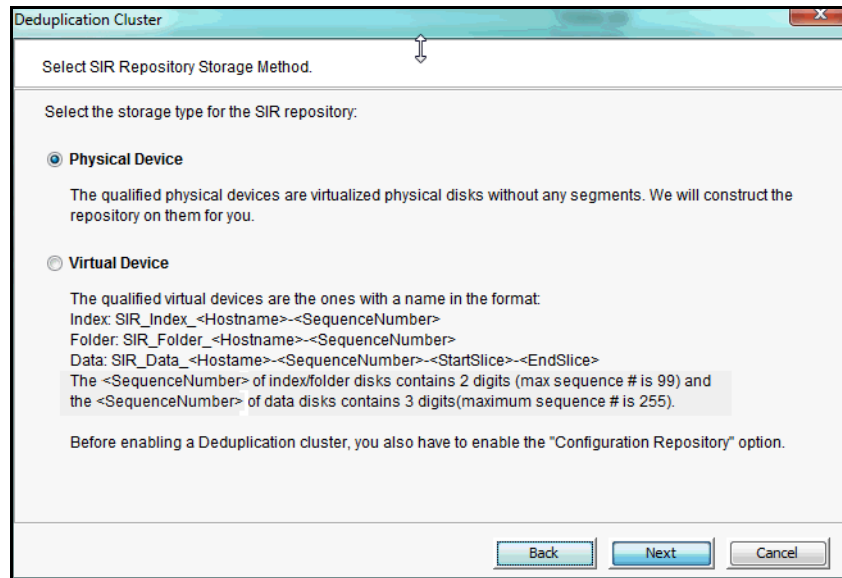 Deduplication Cluster
X
Select SIR Repository Storage Method.
Select the storage type for the SIR repository:
Physical Device
The qualified physical devices are virtualized physical disks without any segments. We will construct the
repository on them for you.
Virtual Device
The qualified virtual devices are the ones with a name in the format:
Index: SIR_Index_<Hostname>-<SequenceNumber>
Folder: SIR_Folder_<Hostname>-<SequenceNumber>
Data: SIR_Data_<Hostame>-<SequenceNumber>-<StartSlice>-<EndSlice>
The <SequenceNumber> of index/folder disks contains 2 digits (max sequence # is 99) and
the <SequenceNumber> of data disks contains 3 digits(maximum sequence # is 255).
Before enabling a Deduplication cluster, you also have to enable the "Configuration Repository" option.
Back Next Cancel